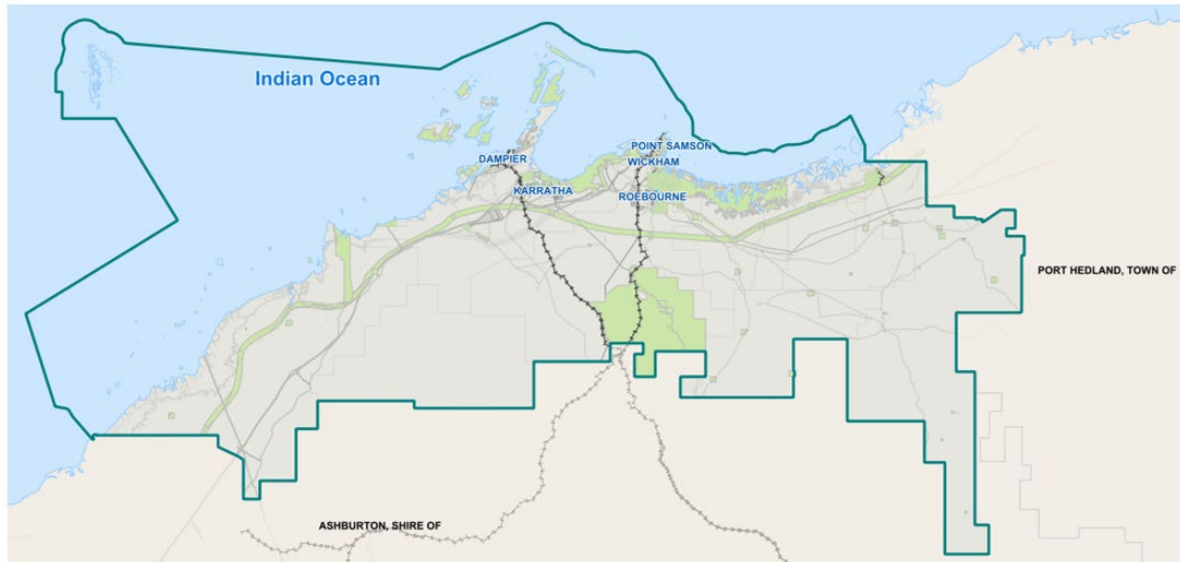 Indian Ocean
POINT SAMSON
DAMPIER
WICKHAM
KARRATHA
ROEBOURNE
PORT HEDLAND, TOWN OF
ASHBURTON, SHIRE OF